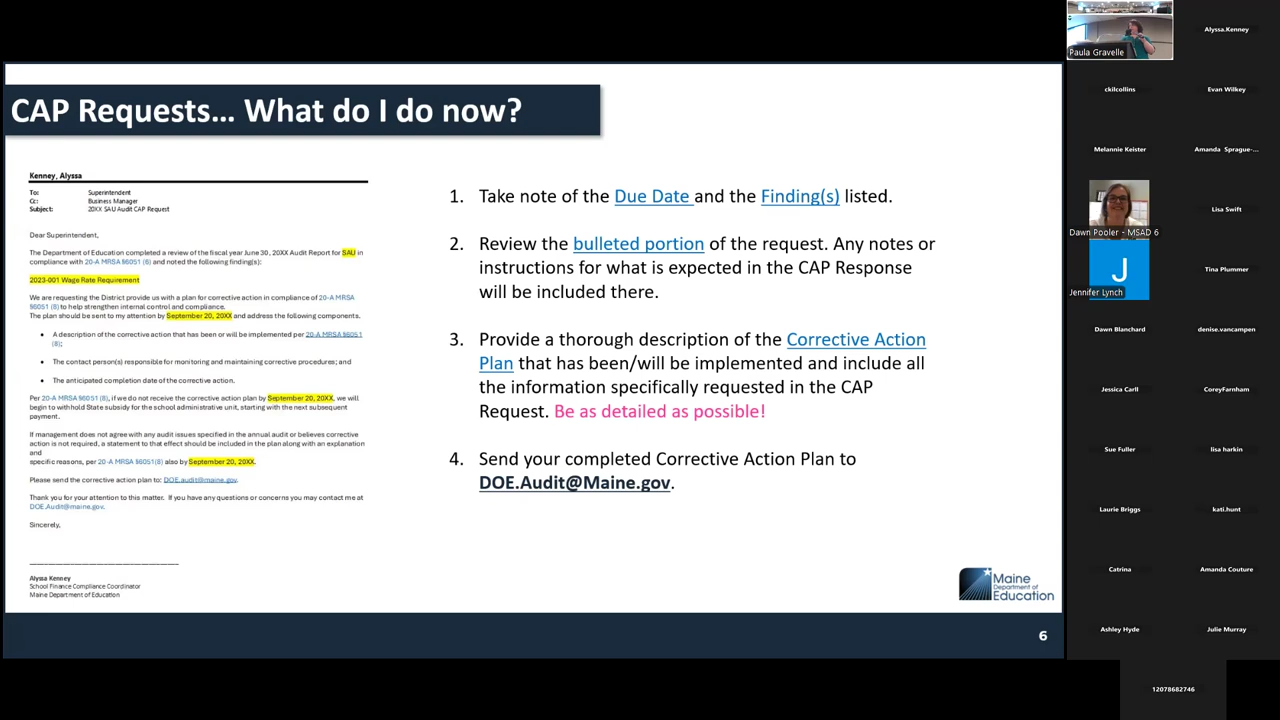 CAP Requests... What do I do now?
Kenney, Alyssa
To: Superintendent
Cc: Business Manager
Subject: 20XX SAU Audit CAP Request
Dear Superintendent,
The Department of Education completed a review of the fiscal year June 30, 20XX Audit Report for SAU in
compliance with 20-A MRSA §6051 (6) and noted the following finding(s):
2023-001 Wage Rate Requirement
We are requesting the District provide us with a plan for corrective action in compliance of 20-A MRSA
§6051 (8) to help strengthen internal control and compliance.
The plan should be sent to my attention by September 20, 20XX and address the following components.
• A description of the corrective action that has been or will be implemented per 20-A MRSA §6051
(8);
• The contact person(s) responsible for monitoring and maintaining corrective procedures; and
• The anticipated completion date of the corrective action.
Per 20-A MRSA §6051 (8), if we do not receive the corrective action plan by September 20, 20XX, we will
begin to withhold State subsidy for the school administrative unit, starting with the next subsequent
payment.
If management does not agree with any audit issues specified in the annual audit or believes corrective
action is not required, a statement to that effect should be included in the plan along with an explanation
and
specific reasons, per 20-A MRSA §6051(8) also by September 20, 20XX.
Please send the corrective action plan to: DOE.audit@maine.gov.
Thank you for your attention to this matter. If you have any questions or concerns you may contact me at
DOE.Audit@maine.gov.
Sincerely,
Alyssa Kenney
School Finance Compliance Coordinator
Maine Department of Education
1. Take note of the Due Date and the Finding(s) listed.
2. Review the bulleted portion of the request. Any notes or
instructions for what is expected in the CAP Response
will be included there.
3. Provide a thorough description of the Corrective Action
Plan that has been/will be implemented and include all
the information specifically requested in the CAP
Request. Be as detailed as possible!
4. Send your completed Corrective Action Plan to
DOE.Audit@Maine.gov.
Maine
Department of
Education
6
Paula Gravelle
Alyssa.Kenney
ckilcollins
Evan Wilkey
Melannie Keister
Amanda Sprague-...
Dawn Pooler - MSAD 6
Lisa Swift
J
Jennifer Lynch
Tina Plummer
Dawn Blanchard
denise.vancampen
Jessica Carll
CoreyFarnham
Sue Fuller
lisa harkin
Laurie Briggs
kati.hunt
Catrina
Amanda Couture
Ashley Hyde
Julie Murray
12078682746